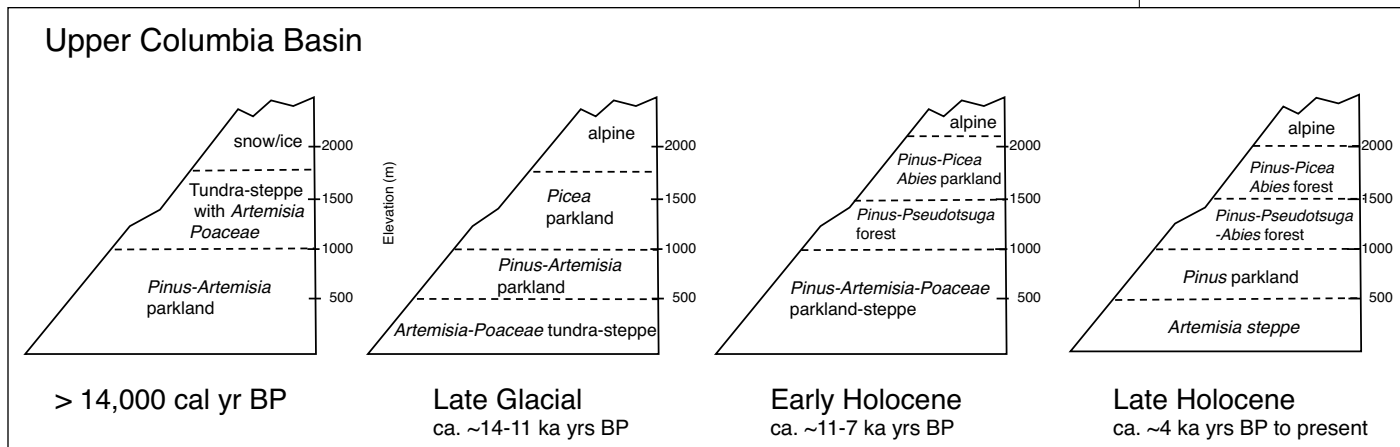 Upper Columbia Basin
snow/ice
2000
Tundra-steppe
with Artemisia
Poaceae
1500
1000
Pinus-Artemisia
parkland
500
> 14,000 cal yr BP
Elevation (m)
alpine
2000
Picea
parkland
1500
1000
Pinus-Artemisia
parkland
500
Artemisia-Poaceae tundra-steppe
Late Glacial
ca. ~14-11 ka yrs BP
alpine
2000
Pinus-Picea
Abies parkland
1500
Pinus-Pseudotsuga
forest
1000
Pinus-Artemisia-Poaceae
parkland-steppe
500
Early Holocene
ca. ~11-7 ka yrs BP
alpine
2000
Pinus-Picea
Abies forest
1500
Pinus-Pseudotsuga
-Abies forest
1000
Pinus parkland
500
Artemisia steppe
Late Holocene
ca. ~4 ka yrs BP to present